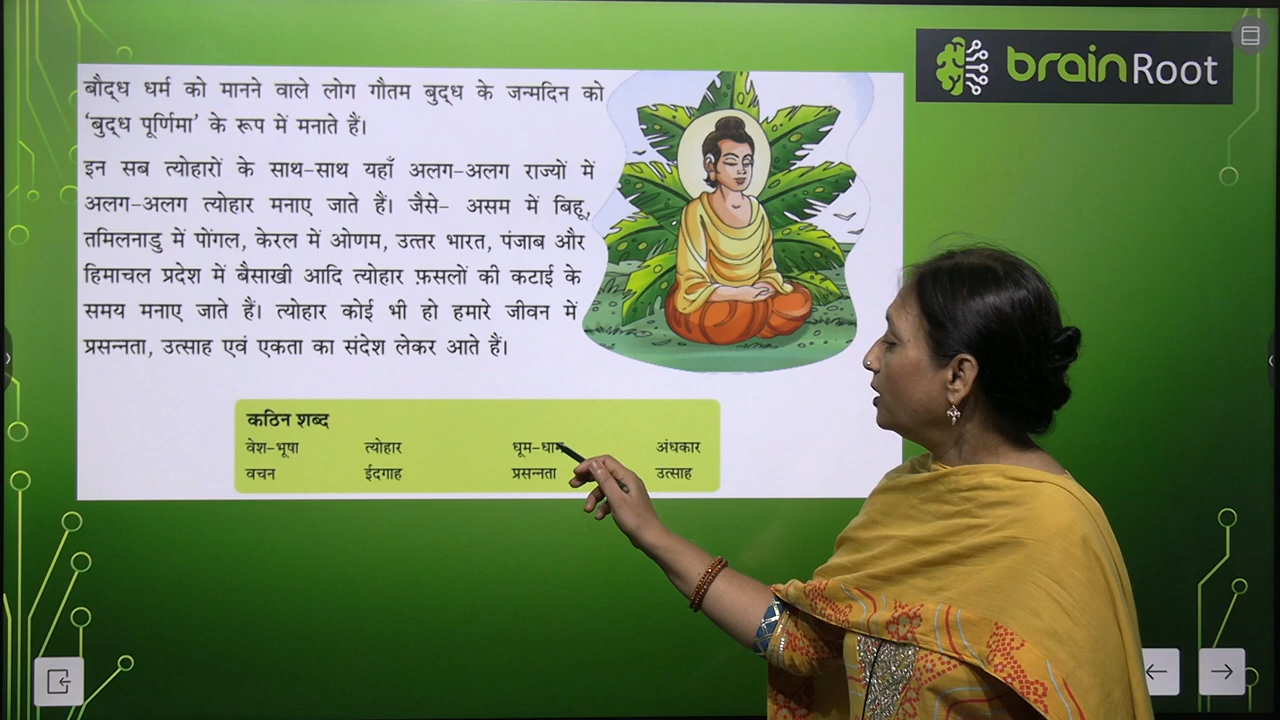 brainRoot
बौद्ध धर्म को मानने वाले लोग गौतम बुद्ध के जन्मदिन को
‘बुद्ध पूर्णिमा’ के रूप में मनाते हैं।
इन सब त्योहारों के साथ-साथ यहाँ अलग-अलग राज्यों में
अलग-अलग त्योहार मनाए जाते हैं। जैसे- असम में बिहू,
तमिलनाडु में पोंगल, केरल में ओणम, उत्तर भारत, पंजाब और
हिमाचल प्रदेश में बैसाखी आदि त्योहार फ़सलों की कटाई के
समय मनाए जाते हैं। त्योहार कोई भी हो हमारे जीवन में
प्रसन्नता, उत्साह एवं एकता का संदेश लेकर आते हैं।
कठिन शब्द
वेश-भूषा त्योहार धूम-धाम अंधकार
वचन ईदगाह प्रसन्नता उत्साह